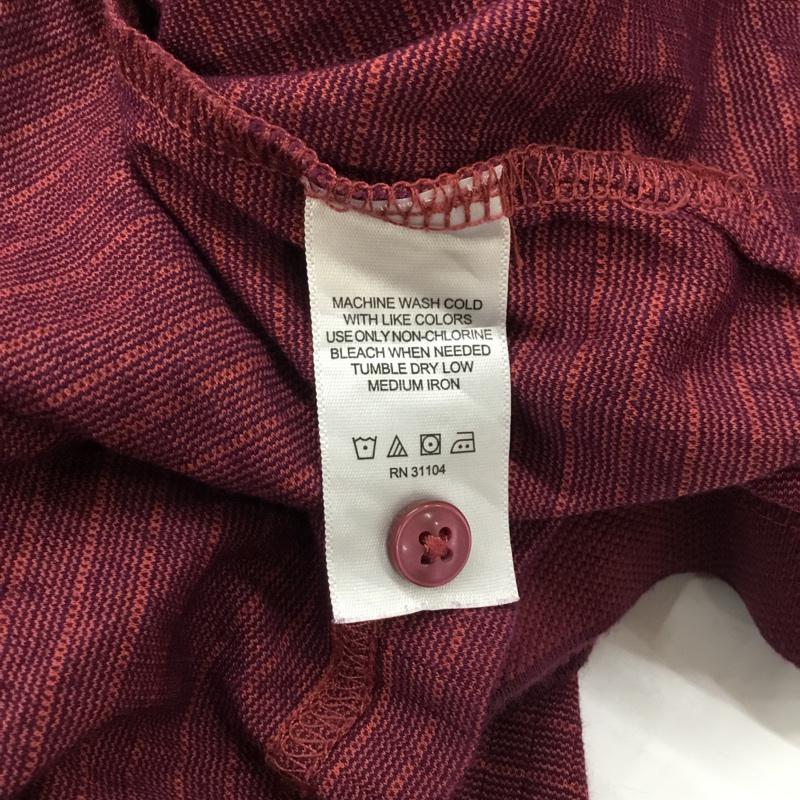 MACHINE WASH COLD
WITH LIKE COLORS
USE ONLY NON-CHLORINE
BLEACH WHEN NEEDED
TUMBLE DRY LOW
MEDIUM IRON
RN 31104